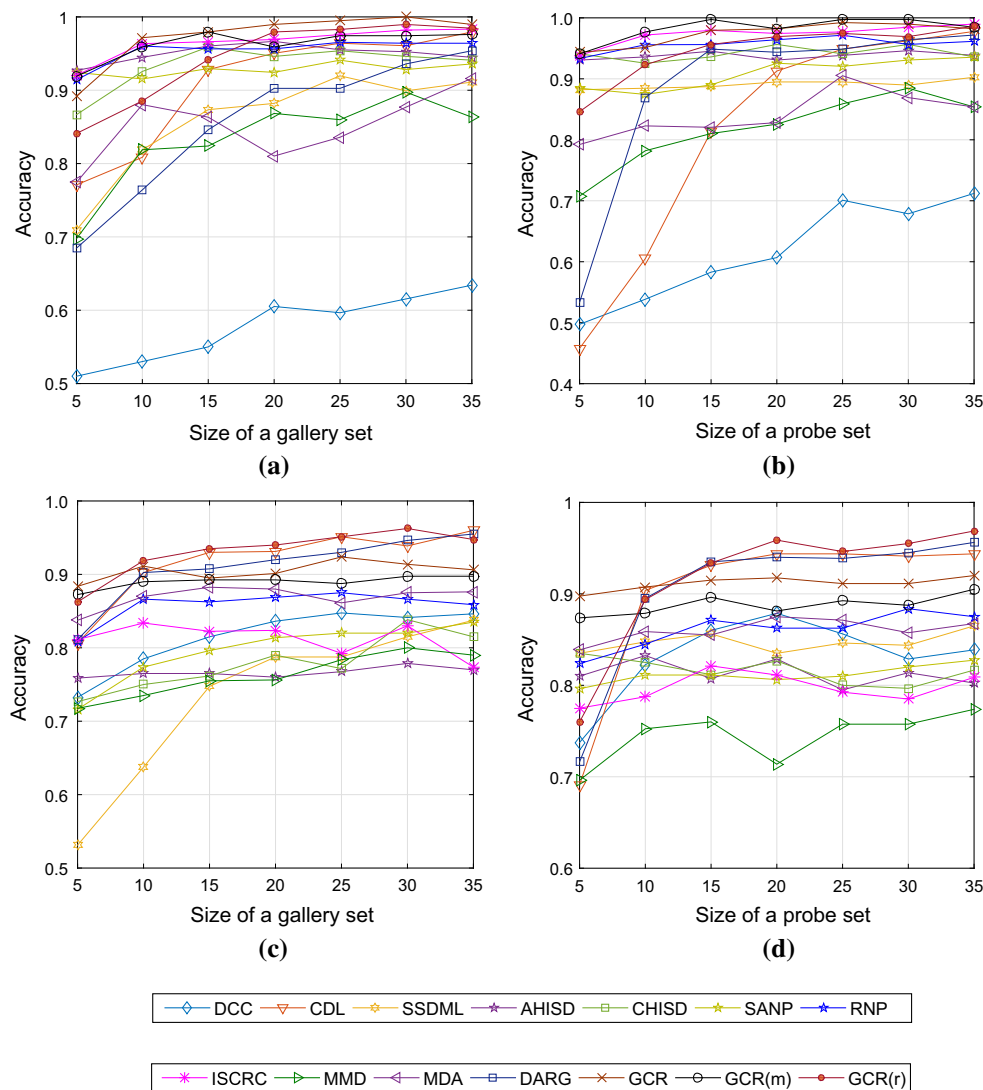 1.0
0.9
0.8
0.7
0.6
0.5
Accuracy
5 10 15 20 25 30 35
Size of a gallery set
(a)
1.0
0.9
0.8
0.7
0.6
0.5
0.4
Accuracy
5 10 15 20 25 30 35
Size of a probe set
(b)
1.0
0.9
0.8
0.7
0.6
0.5
Accuracy
5 10 15 20 25 30 35
Size of a gallery set
(c)
1
0.9
0.8
0.7
0.6
Accuracy
5 10 15 20 25 30 35
Size of a probe set
(d)
DCC CDL SSDML AHISD CHISD SANP RNP
ISCRC MMD MDA DARG GCR GCR(m) GCR(r)